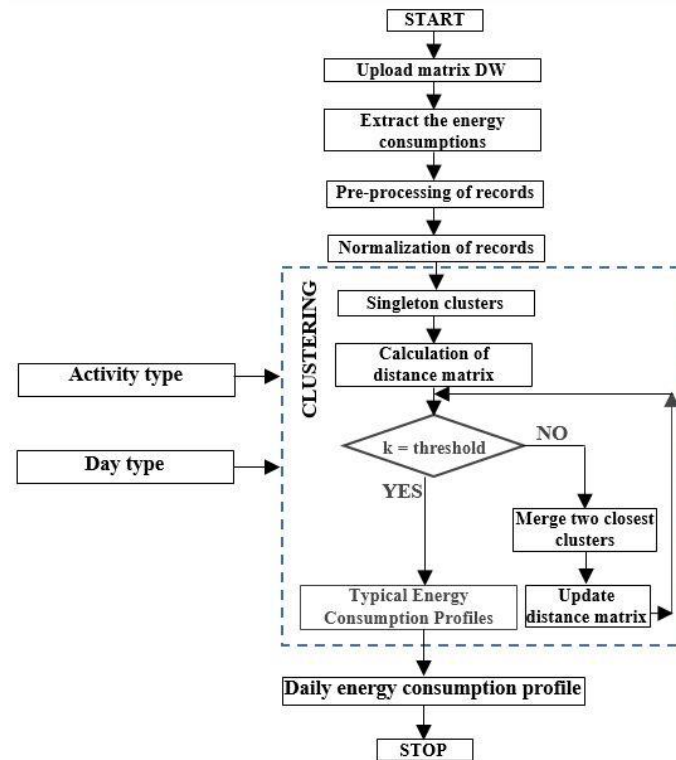 START
Upload matrix DW
Extract the energy
consumptions
Pre-processing of records
Normalization of records
CLUSTERING
Singleton clusters
Calculation of
distance matrix
Activity type
k = threshold
NO
Day type
YES
Merge two closest
clusters
Typical Energy
Consumption Profiles
Update
distance matrix
Daily energy consumption profile
STOP